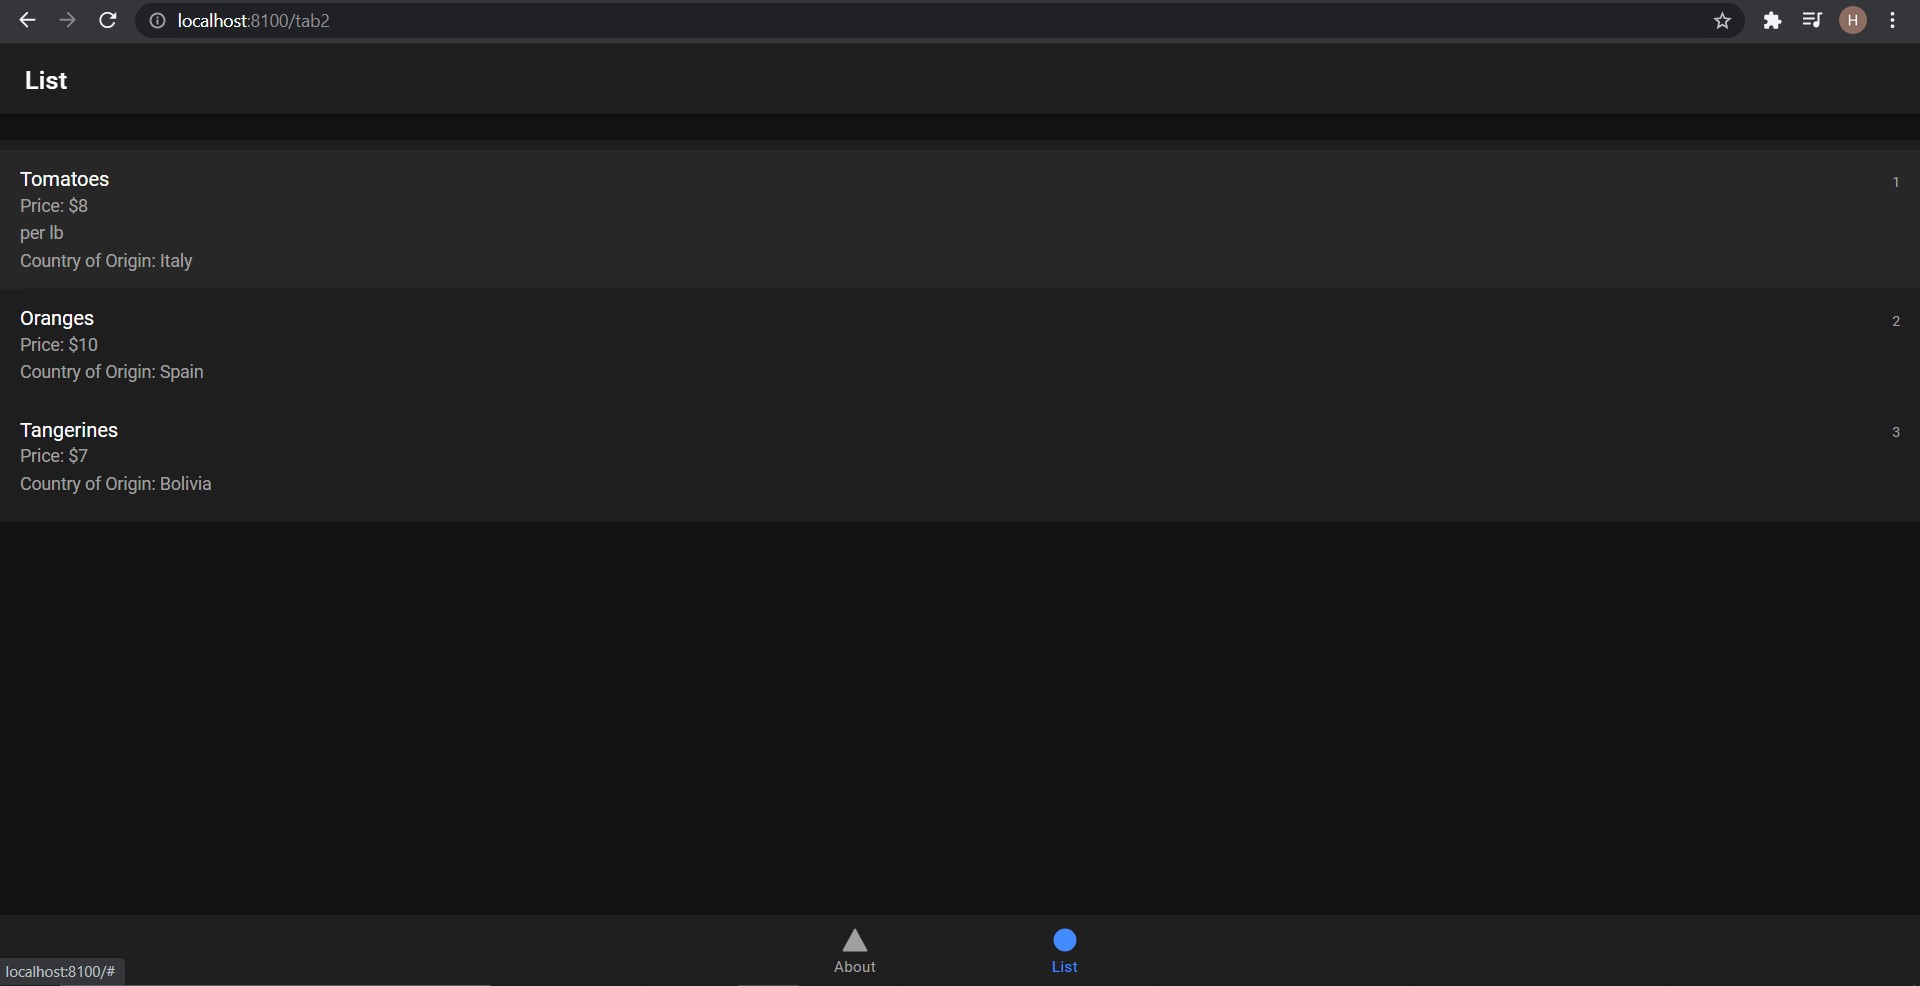 localhost:8100/tab2
H
List
Tomatoes
1
Price: $8
per lb
Country of Origin: Italy
Oranges
2
Price: $10
Country of Origin: Spain
Tangerines
3
Price: $7
Country of Origin: Bolivia
About
List
localhost:8100/#